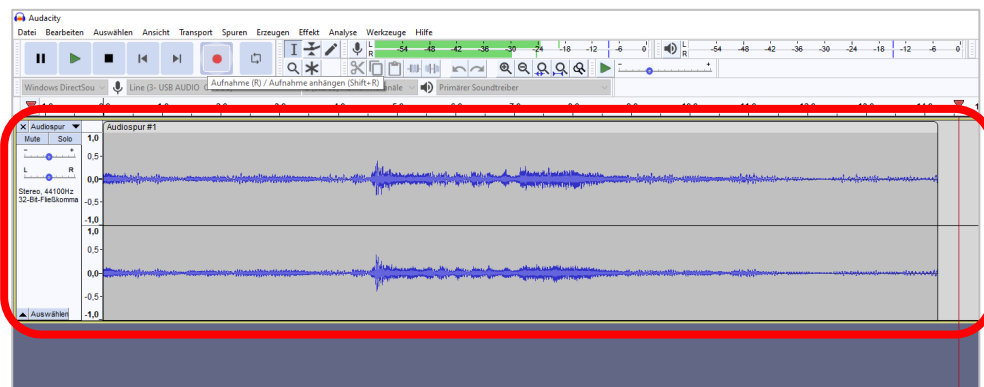 Audacity
Datei Bearbeiten Auswählen Ansicht Transport Spuren Erzeugen Effekt Analyse Werkzeuge Hilfe
L R -54 -48 -42 -36 -30 -24 -18 -12 -6 0 L R -54 -48 -42 -36 -30 -24 -18 -12 -6 0
- +
Windows DirectSou Line (3- USB AUDIO anäle Primärer Soundtreiber
Aufnahme (R) / Aufnahme anhängen (Shift+R)
X Audiospur Audiospur #1
Mute Solo 1,0
- + 0,5
L R 0,0
Stereo, 44100Hz
32-Bit-Fließkomma -0,5
-1,0
1,0
0,5
0,0
-0,5
Auswählen -1,0